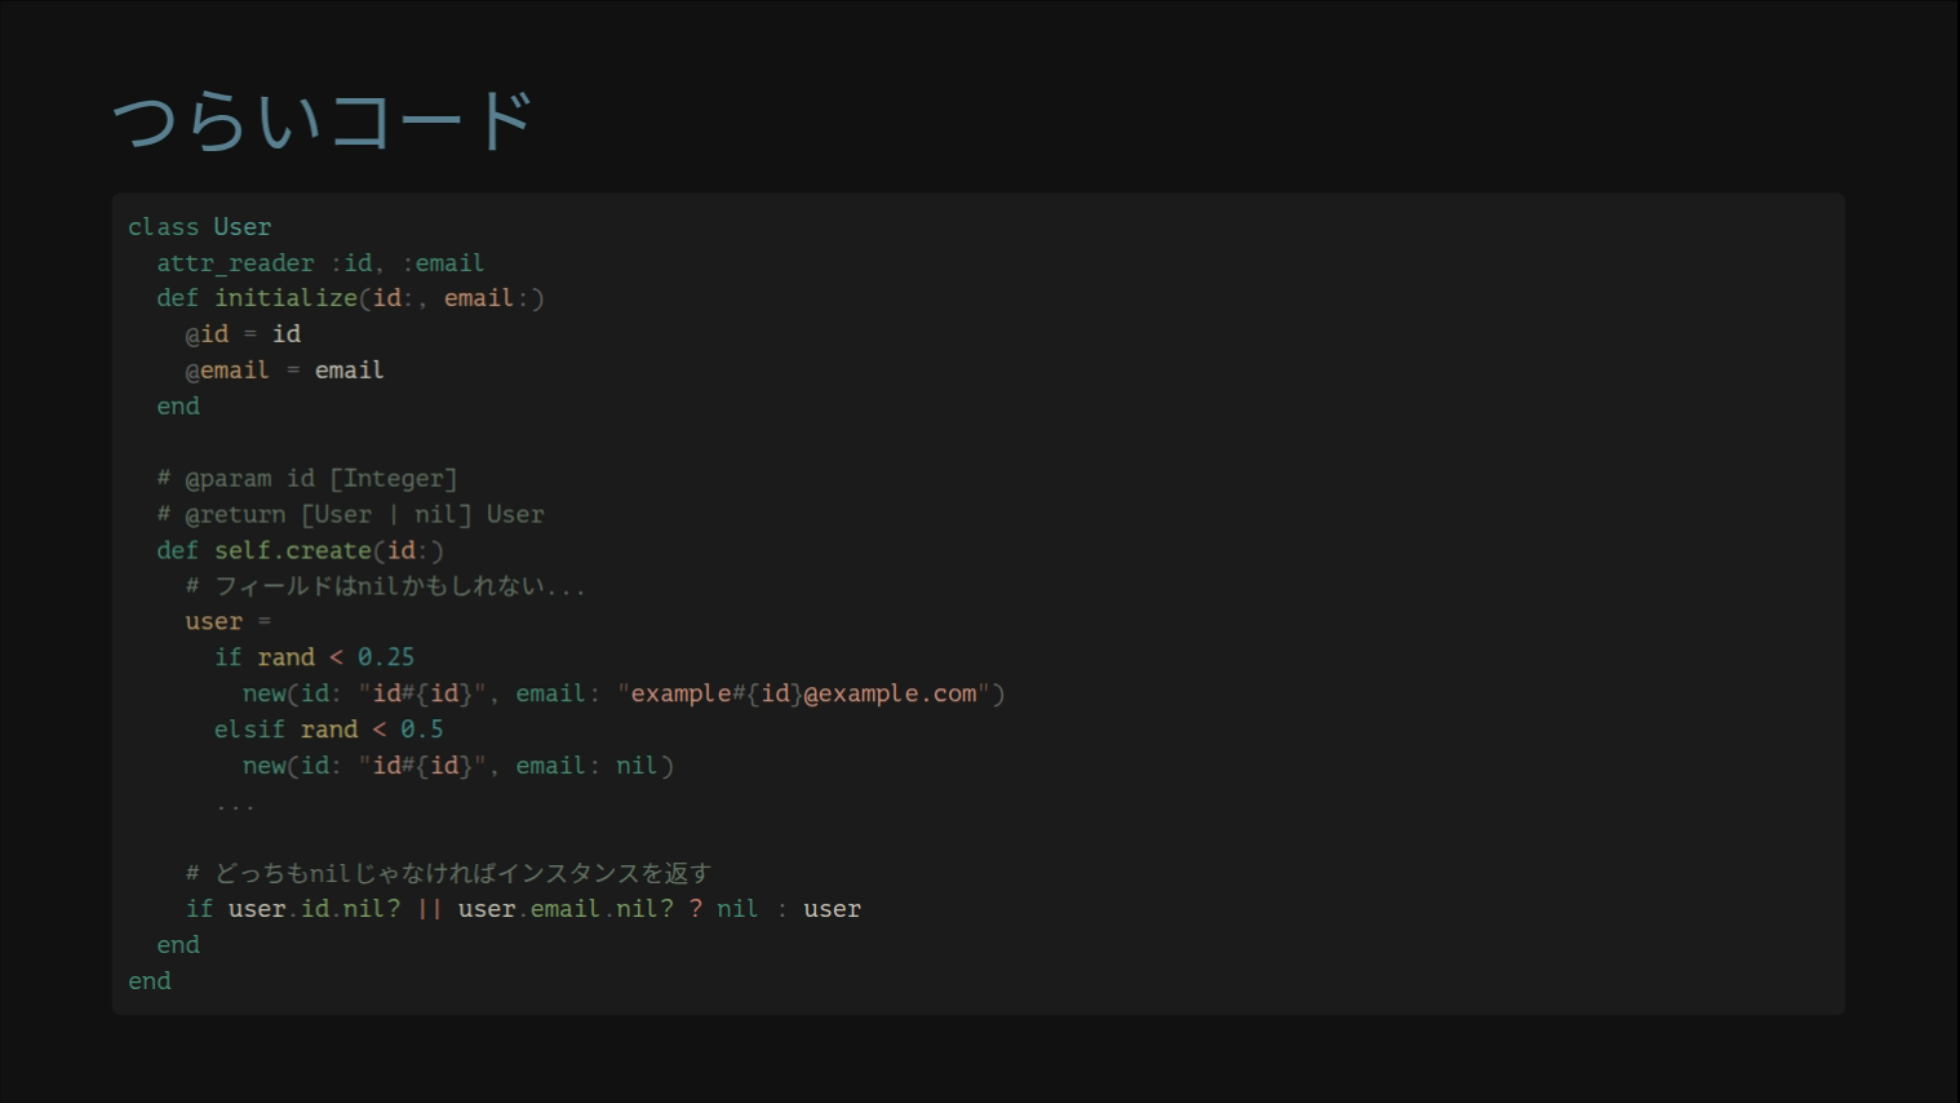 つらいコード
class User
  attr_reader :id, :email
  def initialize(id:, email:)
    @id = id
    @email = email
  end

  # @param id [Integer]
  # @return [User | nil] User
  def self.create(id:)
    # フィールドはnilかもしれない...
    user =
      if rand < 0.25
        new(id: "id#{id}", email: "example#{id}@example.com")
      elsif rand < 0.5
        new(id: "id#{id}", email: nil)
      ...

    # どっちもnilじゃなければインスタンスを返す
    if user.id.nil? || user.email.nil? ? nil : user
  end
end